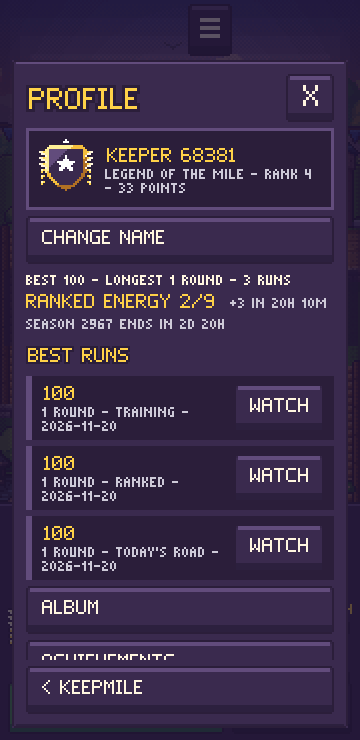 PROFILE
X
KEEPER 68381
LEGEND OF THE MILE - RANK 4
- 33 POINTS
CHANGE NAME
BEST 100 - LONGEST 1 ROUND - 3 RUNS
RANKED ENERGY 2/9 +3 IN 20H 10M
SEASON 2967 ENDS IN 2D 20H
BEST RUNS
100
1 ROUND - TRAINING -
2026-11-20
WATCH
100
1 ROUND - RANKED -
2026-11-20
WATCH
100
1 ROUND - TODAY'S ROAD -
2026-11-20
WATCH
ALBUM
ACHIEVEMENTS
< KEEPMILE